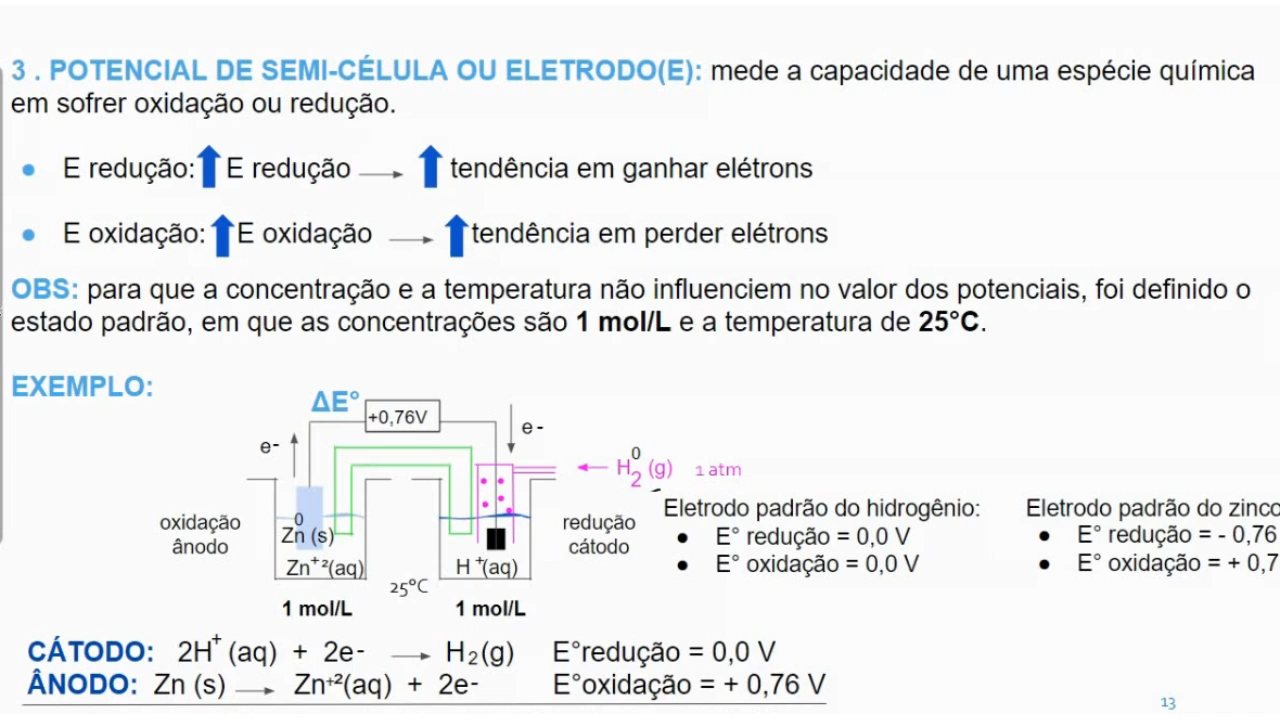 3 . POTENCIAL DE SEMI-CÉLULA OU ELETRODO(E): mede a capacidade de uma espécie química
em sofrer oxidação ou redução.
E redução: E redução tendência em ganhar elétrons
E oxidação: E oxidação tendência em perder elétrons
OBS: para que a concentração e a temperatura não influenciem no valor dos potenciais, foi definido o
estado padrão, em que as concentrações são 1 mol/L e a temperatura de 25°C.
EXEMPLO:
ΔE°
+0,76V
e-
e-
0
H2 (g) 1 atm
oxidação
ânodo
0
Zn (s)
Zn+²(aq)
1 mol/L
25°C
H +(aq)
1 mol/L
redução
cátodo
Eletrodo padrão do hidrogênio:
E° redução = 0,0 V
E° oxidação = 0,0 V
Eletrodo padrão do zinco
E° redução = - 0,76
E° oxidação = + 0,7
CÁTODO: 2H+ (aq) + 2e- → H2(g) E°redução = 0,0 V
ÂNODO: Zn (s) → Zn+²(aq) + 2e- E°oxidação = + 0,76 V
13